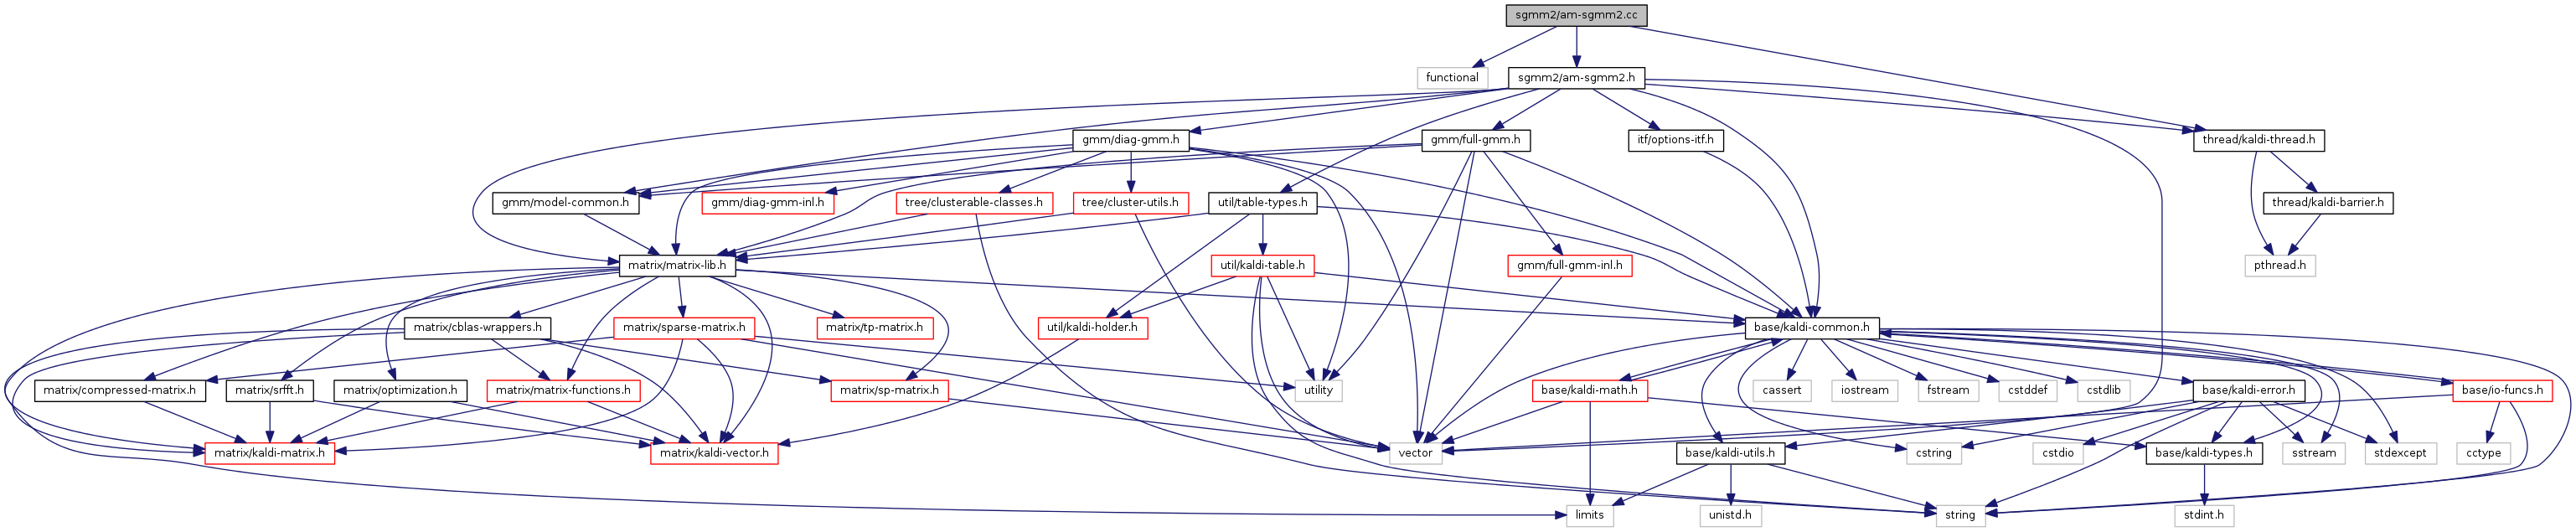 sgmm2/am-sgmm2.cc
functional
sgmm2/am-sgmm2.h
gmm/diag-gmm.h
gmm/full-gmm.h
itf/options-itf.h
thread/kaldi-thread.h
gmm/model-common.h
gmm/diag-gmm-inl.h
tree/clusterable-classes.h
tree/cluster-utils.h
util/table-types.h
thread/kaldi-barrier.h
matrix/matrix-lib.h
util/kaldi-table.h
gmm/full-gmm-inl.h
pthread.h
matrix/cblas-wrappers.h
matrix/sparse-matrix.h
matrix/tp-matrix.h
util/kaldi-holder.h
base/kaldi-common.h
matrix/compressed-matrix.h
matrix/srfft.h
matrix/optimization.h
matrix/matrix-functions.h
matrix/sp-matrix.h
utility
base/kaldi-math.h
cassert
iostream
fstream
cstddef
cstdlib
base/kaldi-error.h
base/io-funcs.h
matrix/kaldi-matrix.h
matrix/kaldi-vector.h
vector
base/kaldi-utils.h
cstring
cstdio
base/kaldi-types.h
sstream
stdexcept
cctype
limits
unistd.h
string
stdint.h